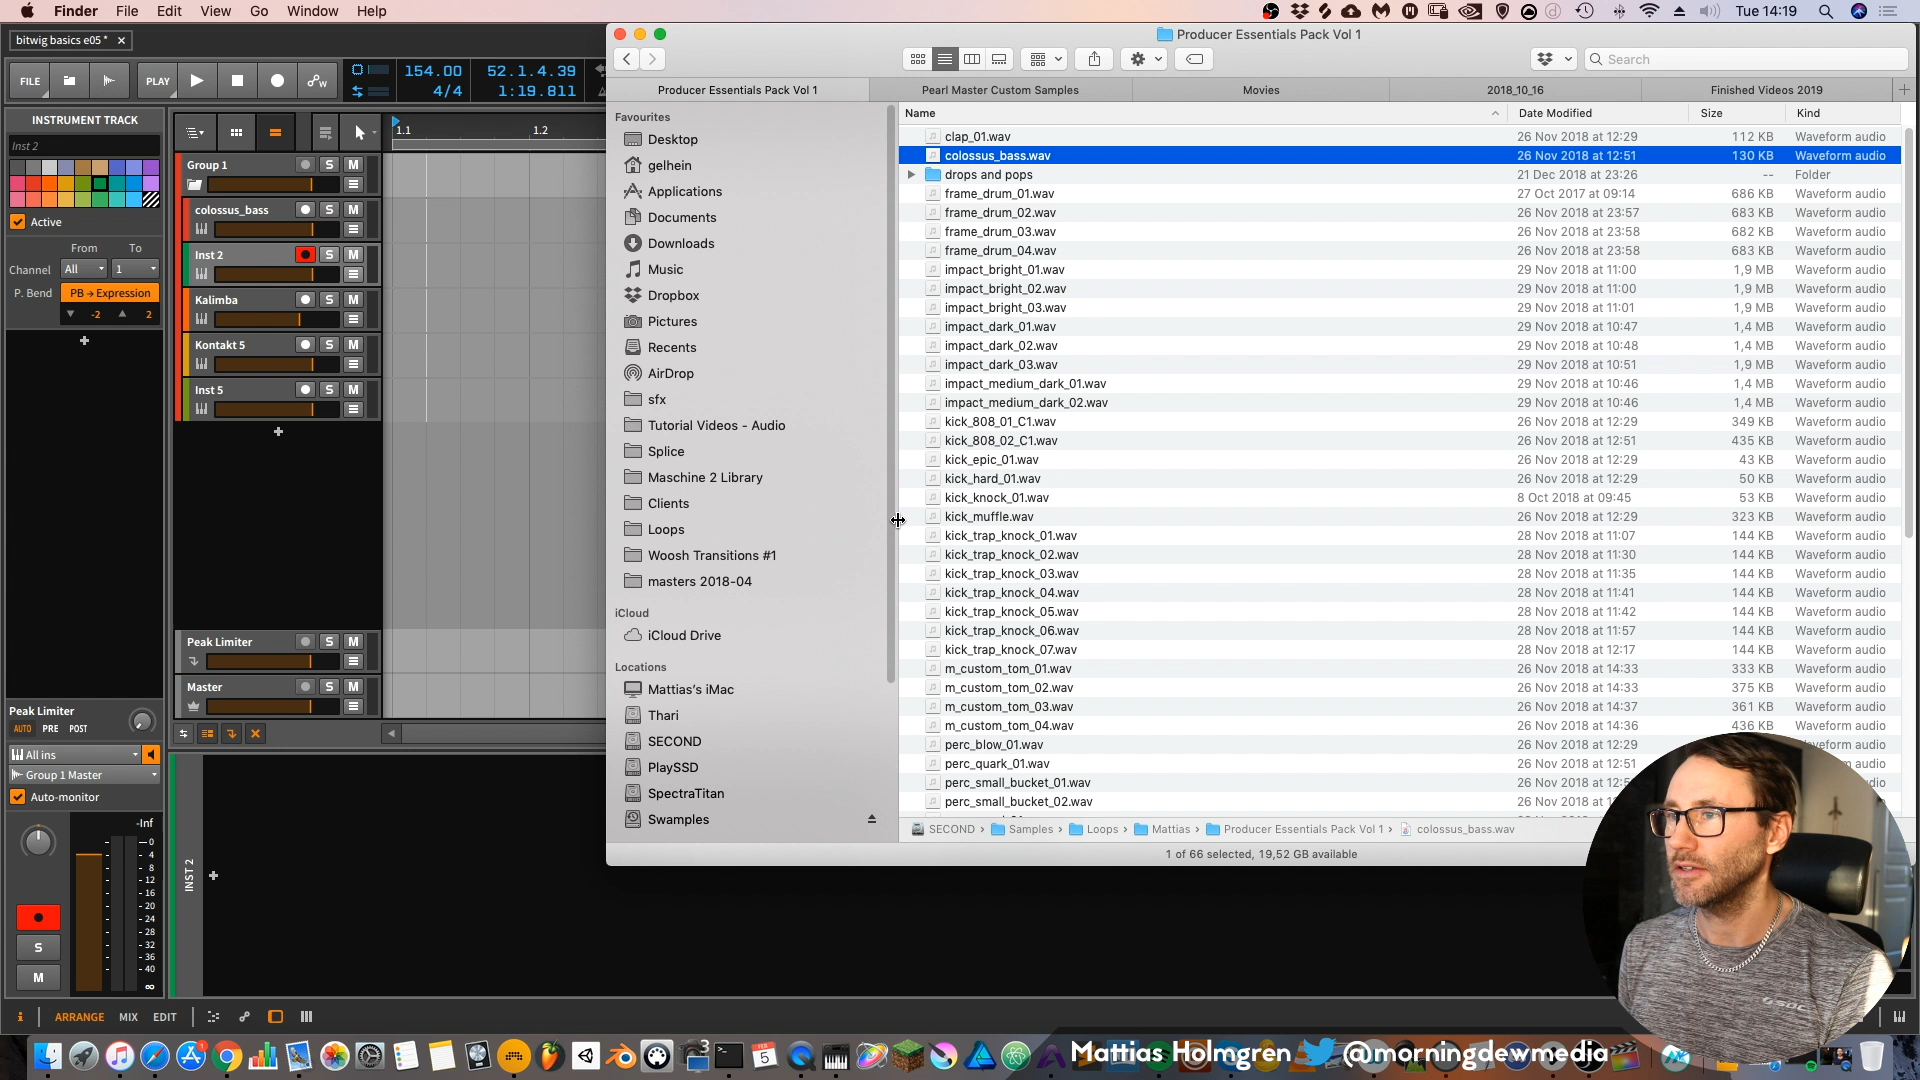 Finder File Edit View Go Window Help
Tue 14:19
bitwig basics e05 *
FILE PLAY
154.00
4/4
52.1.4.39
1:19.811
INSTRUMENT TRACK
Inst 2
Active
From To
Channel All 1
P. Bend PB → Expression
-2 2
1.1 1.2
Group 1 S M
colossus_bass S M
Inst 2 S M
Kalimba S M
Kontakt 5 S M
Inst 5 S M
Peak Limiter S M
Master S M
Peak Limiter
AUTO PRE POST
All ins
Group 1 Master
Auto-monitor
-Inf
0
4
8
12
16
20
24
28
32
36
40
∞
S
M
INST 2
i ARRANGE MIX EDIT
Producer Essentials Pack Vol 1
Search
Producer Essentials Pack Vol 1
Pearl Master Custom Samples
Movies
2018_10_16
Finished Videos 2019
Favourites
Desktop
gelhein
Applications
Documents
Downloads
Music
Dropbox
Pictures
Recents
AirDrop
sfx
Tutorial Videos - Audio
Splice
Maschine 2 Library
Clients
Loops
Woosh Transitions #1
masters 2018-04
iCloud
iCloud Drive
Locations
Mattias's iMac
Thari
SECOND
PlaySSD
SpectraTitan
Swamples
Name Date Modified Size Kind
clap_01.wav 26 Nov 2018 at 12:29 112 KB Waveform audio
colossus_bass.wav 26 Nov 2018 at 12:51 130 KB Waveform audio
drops and pops 21 Dec 2018 at 23:26 -- Folder
frame_drum_01.wav 27 Oct 2017 at 09:14 686 KB Waveform audio
frame_drum_02.wav 26 Nov 2018 at 23:57 683 KB Waveform audio
frame_drum_03.wav 26 Nov 2018 at 23:58 682 KB Waveform audio
frame_drum_04.wav 26 Nov 2018 at 23:58 683 KB Waveform audio
impact_bright_01.wav 29 Nov 2018 at 11:00 1,9 MB Waveform audio
impact_bright_02.wav 29 Nov 2018 at 11:00 1,9 MB Waveform audio
impact_bright_03.wav 29 Nov 2018 at 11:01 1,9 MB Waveform audio
impact_dark_01.wav 29 Nov 2018 at 10:47 1,4 MB Waveform audio
impact_dark_02.wav 29 Nov 2018 at 10:48 1,4 MB Waveform audio
impact_dark_03.wav 29 Nov 2018 at 10:51 1,9 MB Waveform audio
impact_medium_dark_01.wav 29 Nov 2018 at 10:46 1,4 MB Waveform audio
impact_medium_dark_02.wav 29 Nov 2018 at 10:46 1,4 MB Waveform audio
kick_808_01_C1.wav 26 Nov 2018 at 12:29 349 KB Waveform audio
kick_808_02_C1.wav 26 Nov 2018 at 12:51 435 KB Waveform audio
kick_epic_01.wav 26 Nov 2018 at 12:29 43 KB Waveform audio
kick_hard_01.wav 26 Nov 2018 at 12:29 50 KB Waveform audio
kick_knock_01.wav 8 Oct 2018 at 09:45 53 KB Waveform audio
kick_muffle.wav 26 Nov 2018 at 12:29 323 KB Waveform audio
kick_trap_knock_01.wav 28 Nov 2018 at 11:07 144 KB Waveform audio
kick_trap_knock_02.wav 28 Nov 2018 at 11:30 144 KB Waveform audio
kick_trap_knock_03.wav 28 Nov 2018 at 11:35 144 KB Waveform audio
kick_trap_knock_04.wav 28 Nov 2018 at 11:41 144 KB Waveform audio
kick_trap_knock_05.wav 28 Nov 2018 at 11:42 144 KB Waveform audio
kick_trap_knock_06.wav 28 Nov 2018 at 11:57 144 KB Waveform audio
kick_trap_knock_07.wav 28 Nov 2018 at 12:17 144 KB Waveform audio
m_custom_tom_01.wav 26 Nov 2018 at 14:33 333 KB Waveform audio
m_custom_tom_02.wav 26 Nov 2018 at 14:33 375 KB Waveform audio
m_custom_tom_03.wav 26 Nov 2018 at 14:37 361 KB Waveform audio
m_custom_tom_04.wav 26 Nov 2018 at 14:36 436 KB Waveform audio
perc_blow_01.wav 26 Nov 2018 at 12:29
perc_quark_01.wav 26 Nov 2018 at 12:51
perc_small_bucket_01.wav 26 Nov 2018 at
perc_small_bucket_02.wav 26 Nov 2018 at
SECOND › Samples › Loops › Mattias › Producer Essentials Pack Vol 1 › colossus_bass.wav
1 of 66 selected, 19,52 GB available
Mattias Holmgren @morningdewmedia